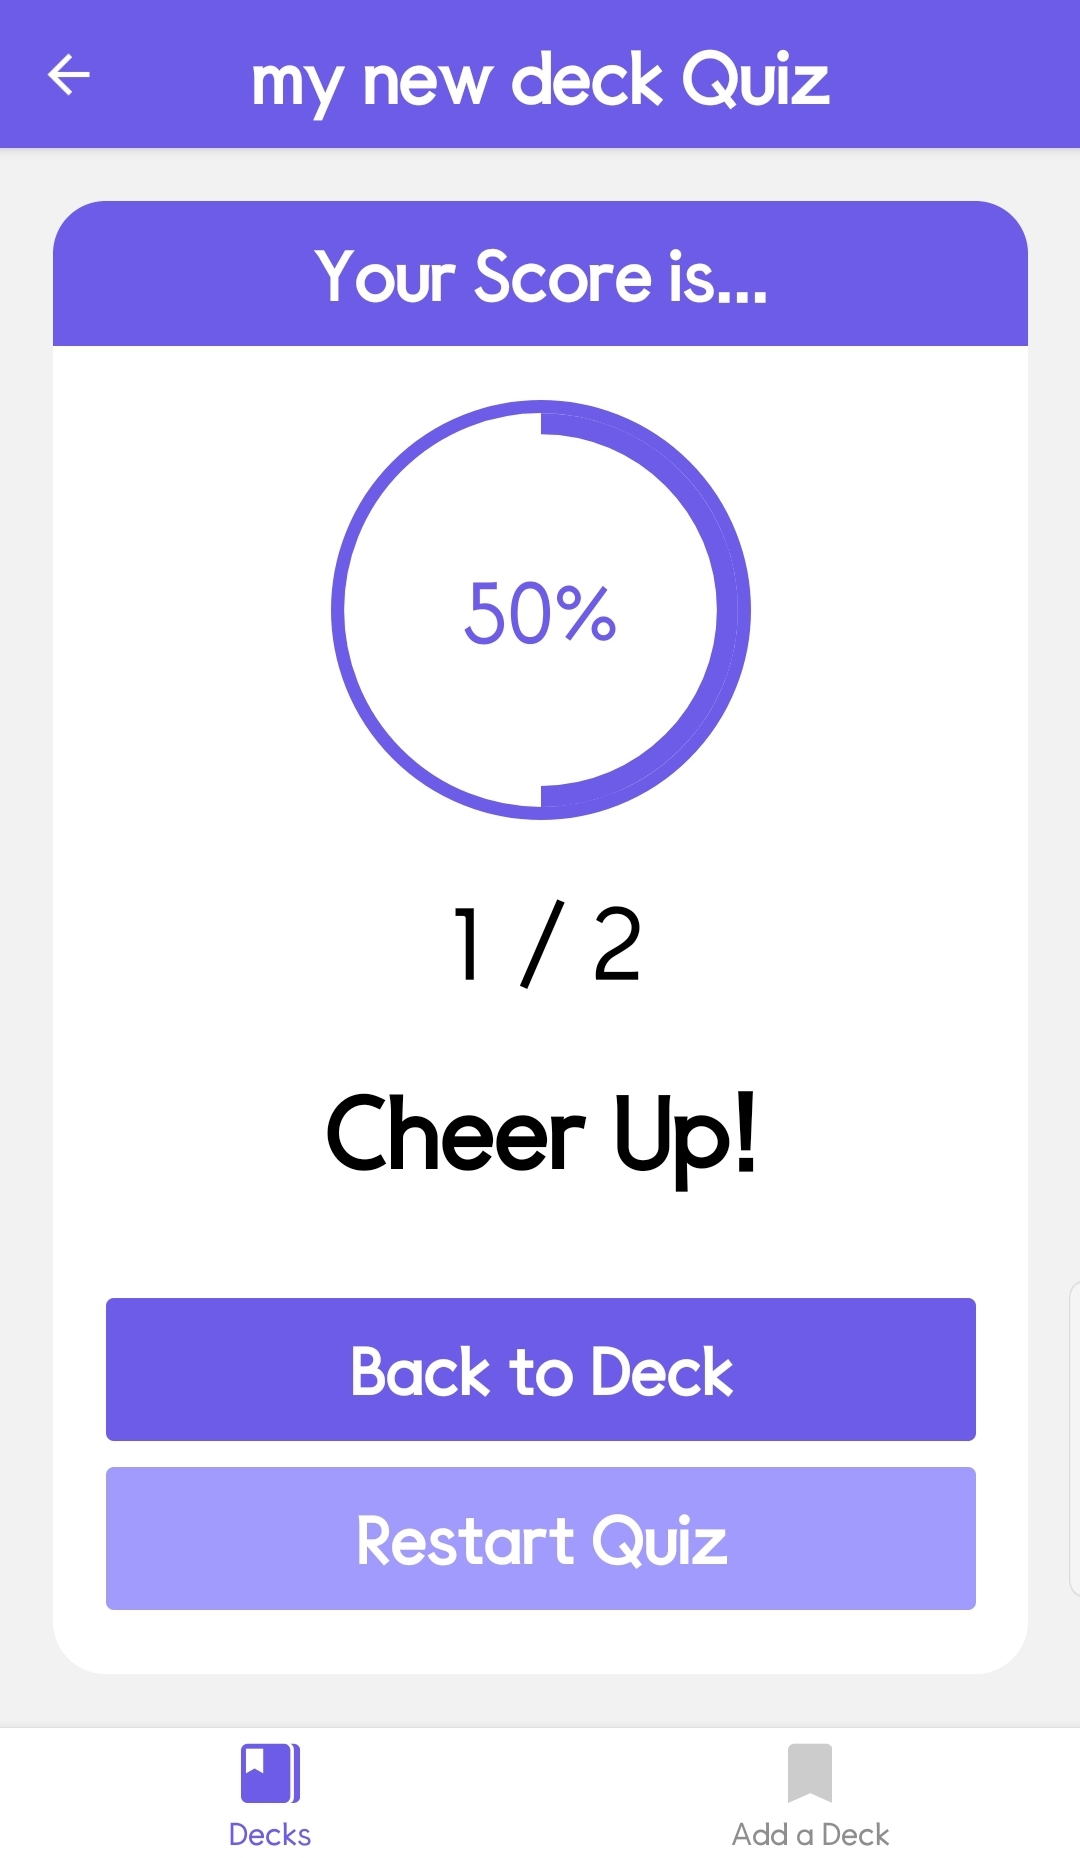 my new deck Quiz
Your Score is...
50%
1 / 2
Cheer Up!
Back to Deck
Restart Quiz
Decks
Add a Deck